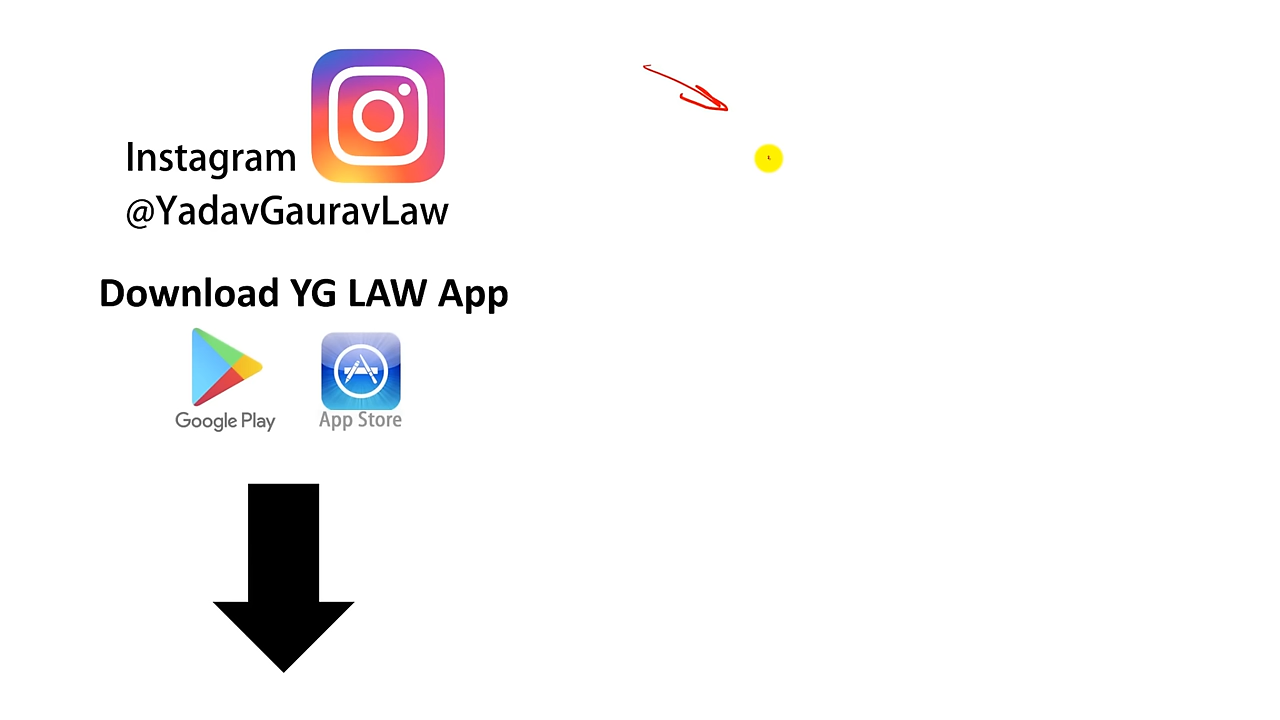 Instagram
@YadavGauravLaw
Download YG LAW App
Google Play
App Store